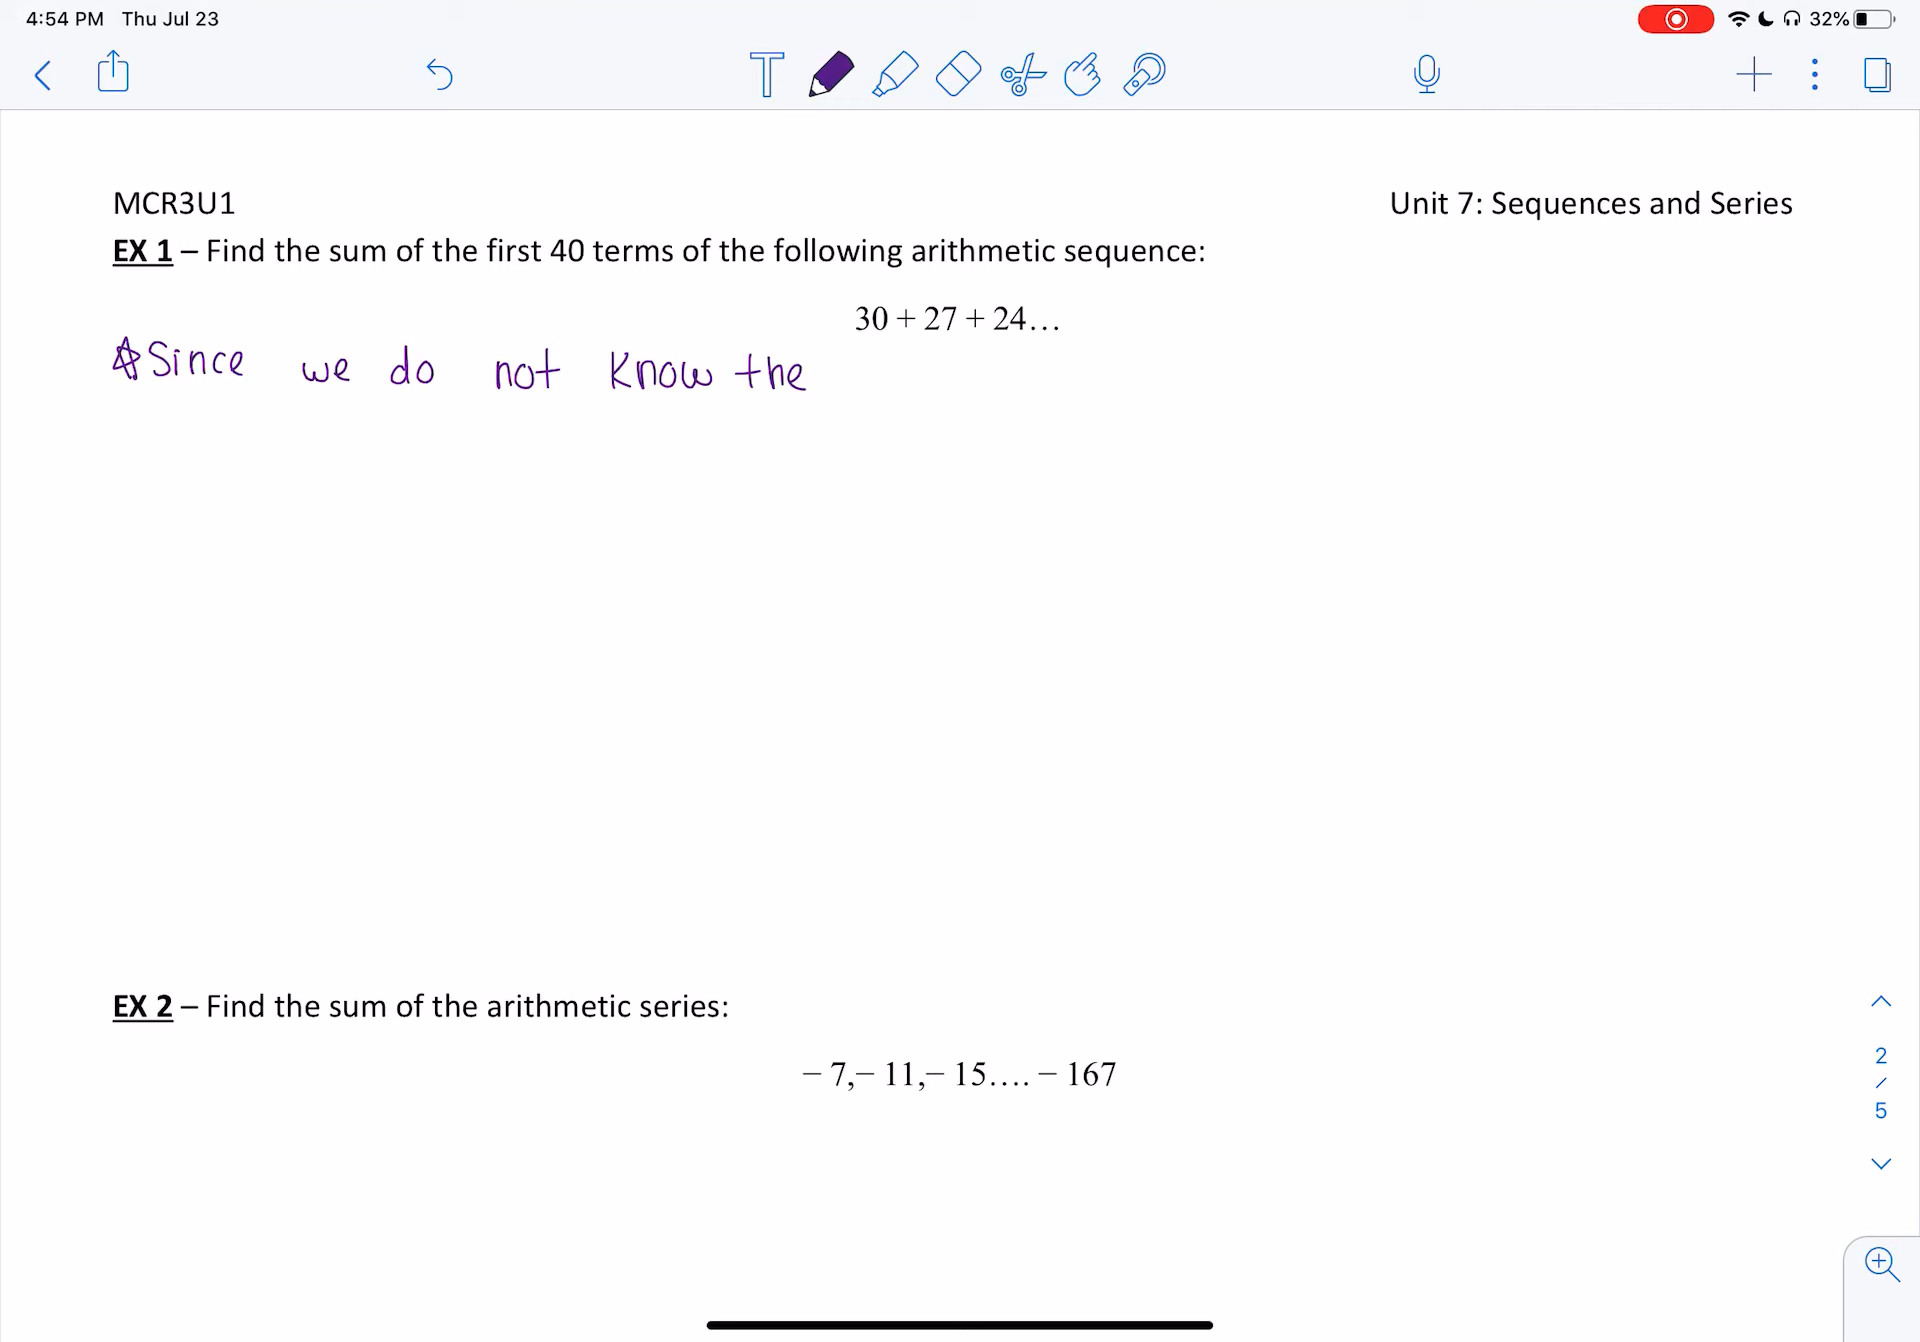 4:54 PM Thu Jul 23 32%
MCR3U1 Unit 7: Sequences and Series
EX 1 – Find the sum of the first 40 terms of the following arithmetic sequence:
30 + 27 + 24...
☆Since we do not know the
EX 2 – Find the sum of the arithmetic series:
− 7,− 11,− 15.... − 167
2
/
5